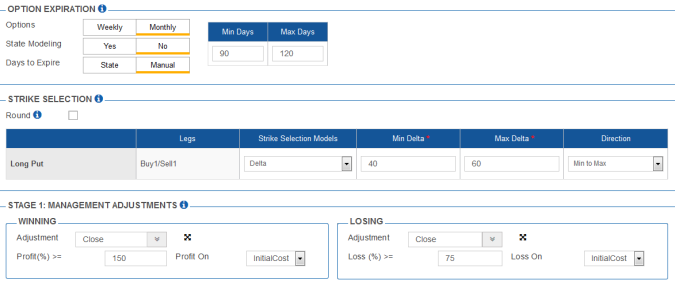 OPTION EXPIRATION i
Options Weekly Monthly Min Days Max Days
State Modeling Yes No 90 120
Days to Expire State Manual
STRIKE SELECTION i
Round i
Legs Strike Selection Models Min Delta * Max Delta * Direction
Long Put Buy1/Sell1 Delta 40 60 Min to Max
STAGE 1: MANAGEMENT ADJUSTMENTS i
WINNING LOSING
Adjustment Close Adjustment Close
Profit(%) >= 150 Profit On InitialCost Loss (%) >= 75 Loss On InitialCost